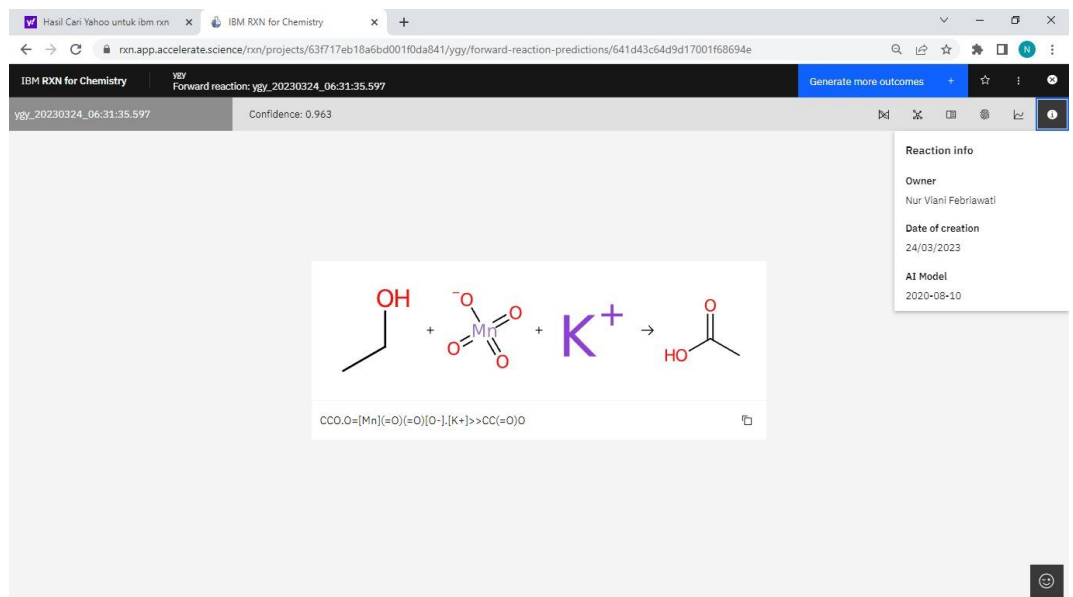 Hasil Cari Yahoo untuk ibm rxn
IBM RXN for Chemistry
rxn.app.accelerate.science/rxn/projects/63f717eb18a6bd001f0da841/ygy/forward-reaction-predictions/641d43c64d9d17001f68694e
N
IBM RXN for Chemistry
ygy
Forward reaction: ygy_20230324_06:31:35.597
Generate more outcomes +
ygy_20230324_06:31:35.597
Confidence: 0.963
Reaction info
Owner
Nur Viani Febriawati
Date of creation
24/03/2023
AI Model
2020-08-10
OH
+
-O
O
Mn
O
O
+
K+
→
O
HO
CCO.O=[Mn](=O)(=O)[O-].[K+]>>CC(=O)O